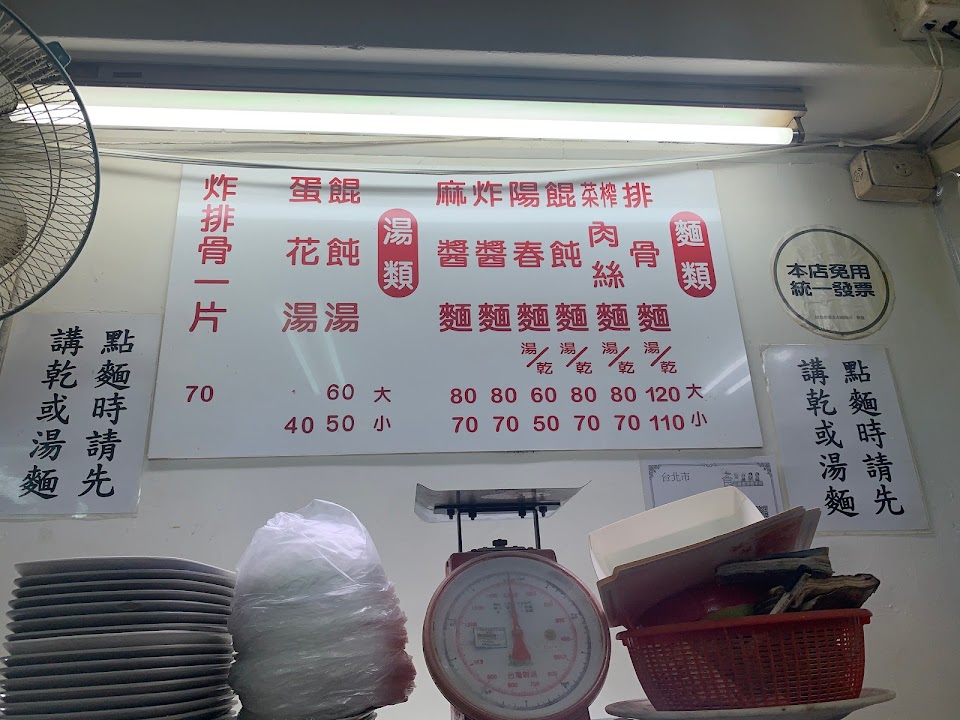 麵類
排骨麵 湯/乾 120 110
菜榨肉絲麵 湯/乾 80 70
餛飩麵 湯/乾 80 70
陽春麵 湯/乾 60 50
炸醬麵 80 70
麻醬麵 80 70
大
小
湯類
餛飩湯 60 50
蛋花湯 40
大
小
炸排骨一片 70
點麵時請先
講乾或湯麵
點麵時請先
講乾或湯麵
本店免用
統一發票
台北市